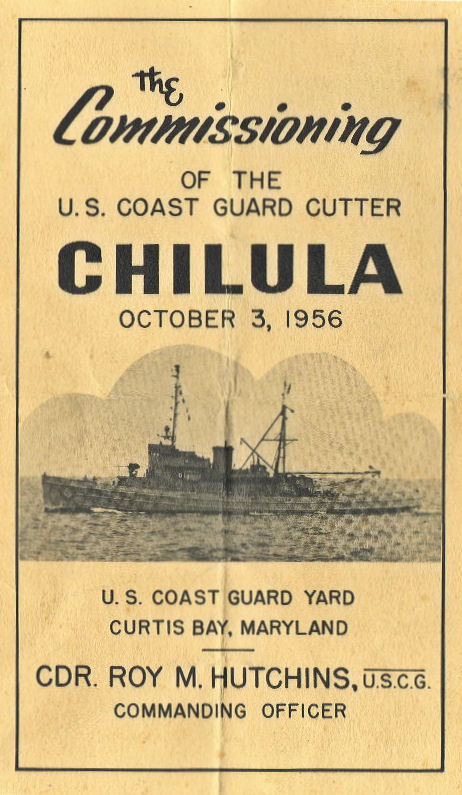 the
Commissioning
OF THE
U. S. COAST GUARD CUTTER
CHILULA
OCTOBER 3, 1956
U. S. COAST GUARD YARD
CURTIS BAY, MARYLAND
CDR. ROY M. HUTCHINS, U.S.C.G.
COMMANDING OFFICER